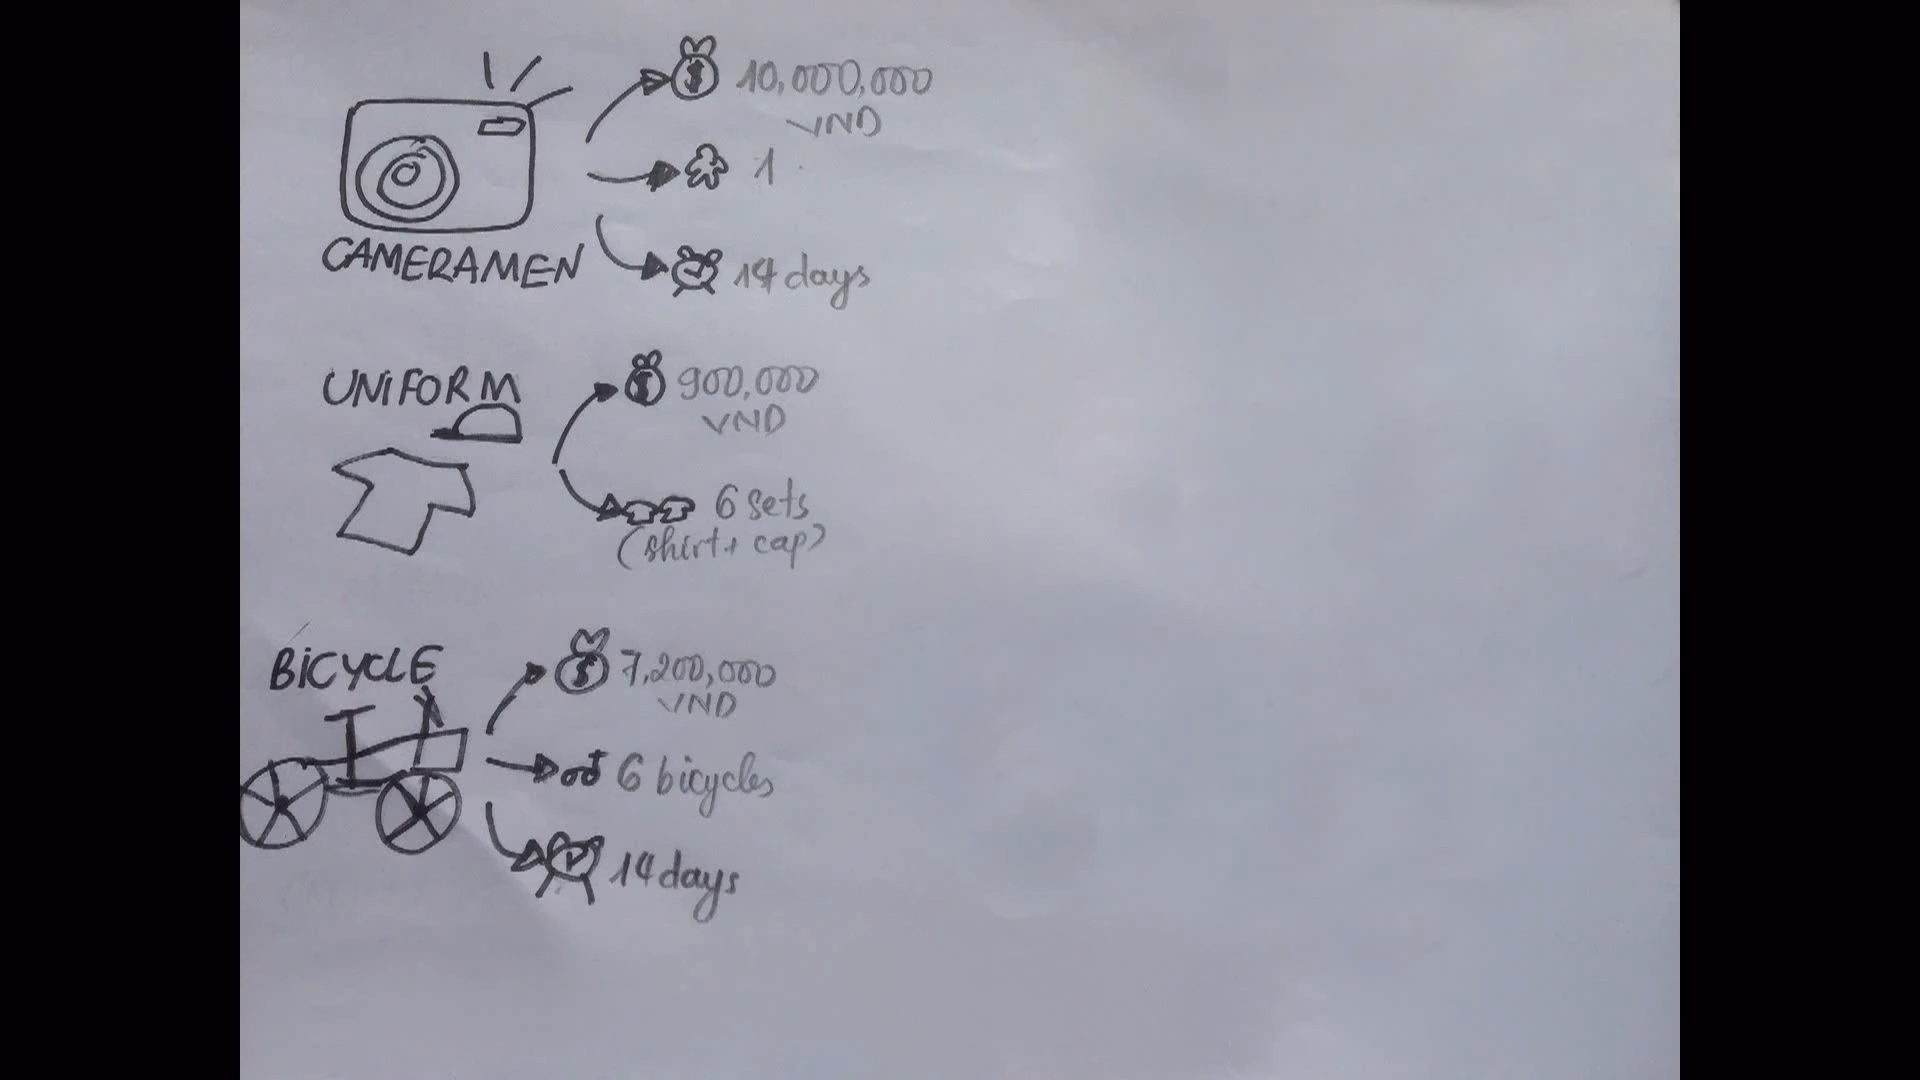 10,000,000
VND
1
CAMERAMEN
14 days
UNIFORM
900,000
VND
6 sets
(shirt + cap)
BICYCLE
7,200,000
VND
6 bicycles
14 days